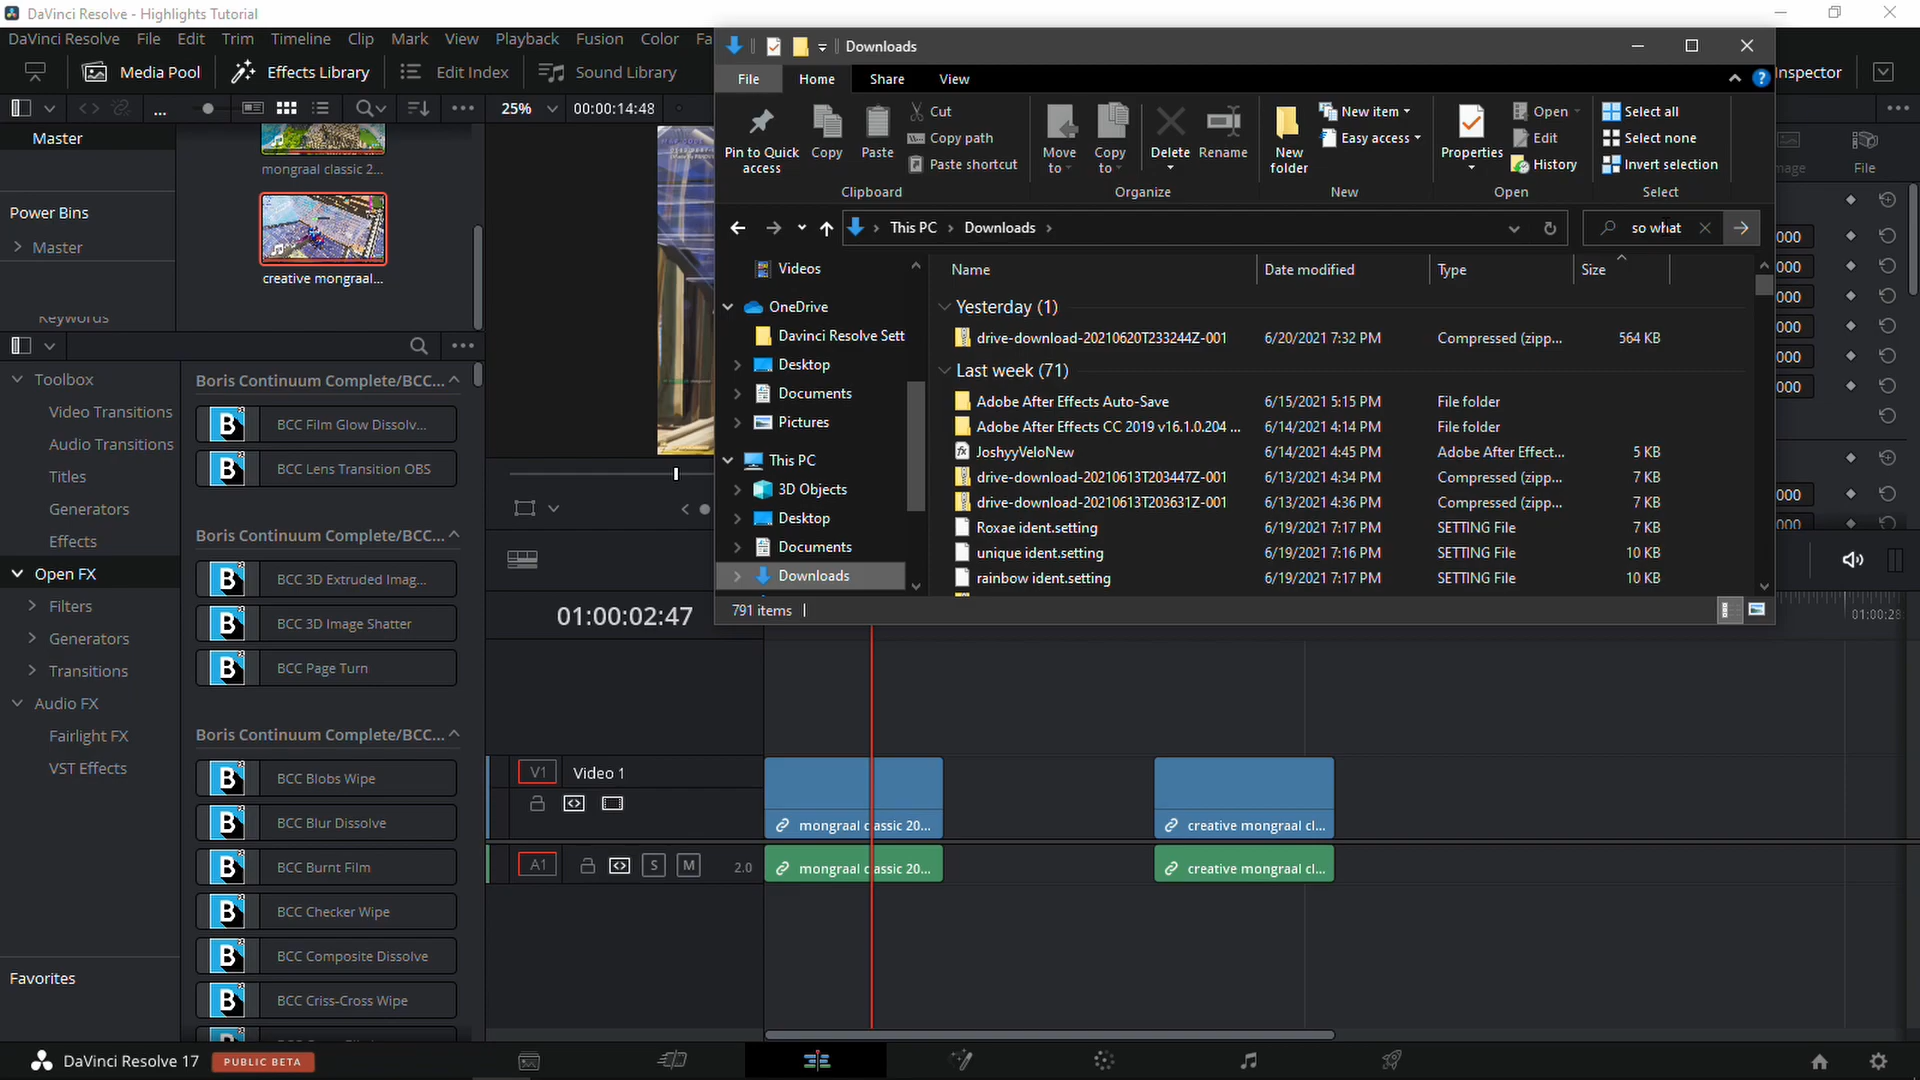 DaVinci Resolve - Highlights Tutorial
DaVinci Resolve File Edit Trim Timeline Clip Mark View Playback Fusion Color Fa
Media Pool Effects Library Edit Index Sound Library
Inspector
25% 00:00:14:48
Master
Power Bins
Master
Keywords
mongraal classic 2...
creative mongraal...
Toolbox
Video Transitions
Audio Transitions
Titles
Generators
Effects
Open FX
Filters
Generators
Transitions
Audio FX
Fairlight FX
VST Effects
Favorites
Boris Continuum Complete/BCC...
BCC Film Glow Dissolv...
BCC Lens Transition OBS
Boris Continuum Complete/BCC...
BCC 3D Extruded Imag...
BCC 3D Image Shatter
BCC Page Turn
Boris Continuum Complete/BCC...
BCC Blobs Wipe
BCC Blur Dissolve
BCC Burnt Film
BCC Checker Wipe
BCC Composite Dissolve
BCC Criss-Cross Wipe
Downloads
File Home Share View
Pin to Quick access
Copy
Paste
Cut
Copy path
Paste shortcut
Clipboard
Move to
Copy to
Delete
Rename
Organize
New folder
New item
Easy access
New
Properties
Open
Edit
History
Open
Select all
Select none
Invert selection
Select
This PC Downloads
so what
Videos
OneDrive
Davinci Resolve Sett
Desktop
Documents
Pictures
This PC
3D Objects
Desktop
Documents
Downloads
Name Date modified Type Size
Yesterday (1)
drive-download-20210620T233244Z-001 6/20/2021 7:32 PM Compressed (zipp... 564 KB
Last week (71)
Adobe After Effects Auto-Save 6/15/2021 5:15 PM File folder
Adobe After Effects CC 2019 v16.1.0.204 ... 6/14/2021 4:14 PM File folder
JoshyyVeloNew 6/14/2021 4:45 PM Adobe After Effect... 5 KB
drive-download-20210613T203447Z-001 6/13/2021 4:34 PM Compressed (zipp... 7 KB
drive-download-20210613T203631Z-001 6/13/2021 4:36 PM Compressed (zipp... 7 KB
Roxae ident.setting 6/19/2021 7:17 PM SETTING File 7 KB
unique ident.setting 6/19/2021 7:16 PM SETTING File 10 KB
rainbow ident.setting 6/19/2021 7:17 PM SETTING File 10 KB
791 items
mage File
000
000
000
000
000
000
000
000
01:00:02:47
01:00:28
V1 Video 1
mongraal classic 20...
creative mongraal cl...
A1 S M 2.0
mongraal classic 20...
creative mongraal cl...
DaVinci Resolve 17 PUBLIC BETA